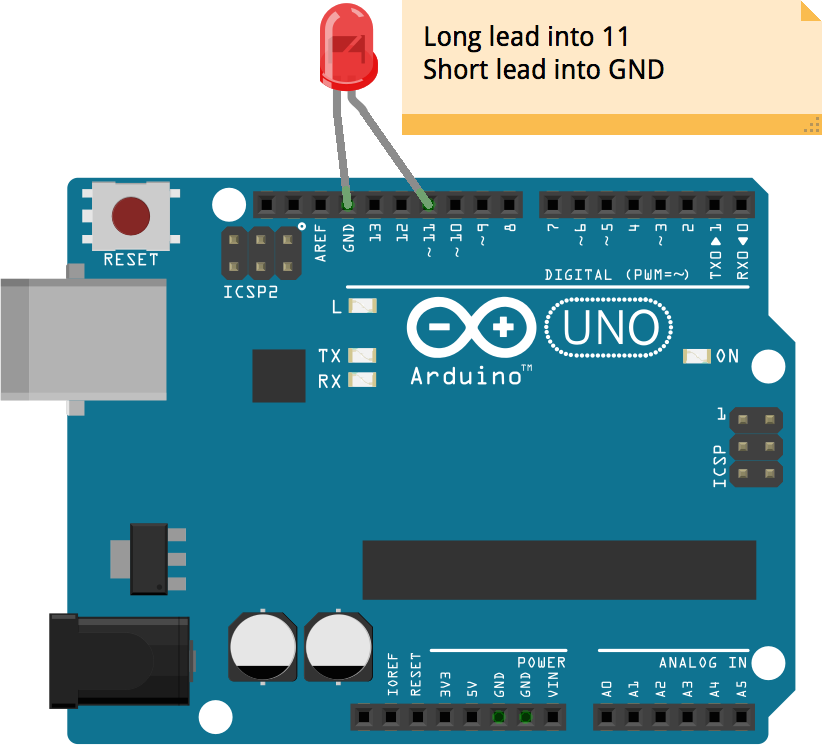 Long lead into 11
Short lead into GND
RESET
ICSP2
AREF
GND
13
12
~11
~10
~9
8
7
~6
~5
4
~3
2
TX0▶1
RX0◀0
DIGITAL (PWM=~)
L
TX
RX
Arduino™
UNO
ON
1
ICSP
IOREF
RESET
3V3
5V
GND
GND
VIN
POWER
ANALOG IN
A0
A1
A2
A3
A4
A5